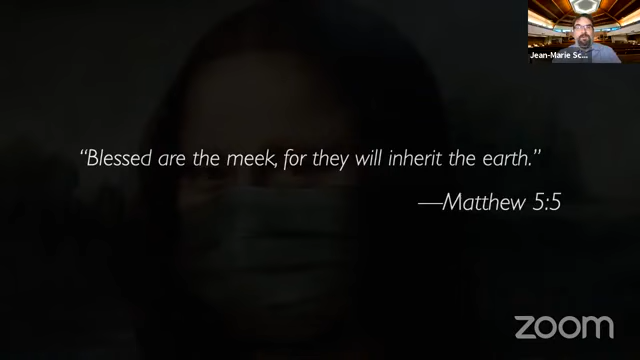 Jean-Marie Sc...
“Blessed are the meek, for they will inherit the earth.”
—Matthew 5:5
zoom